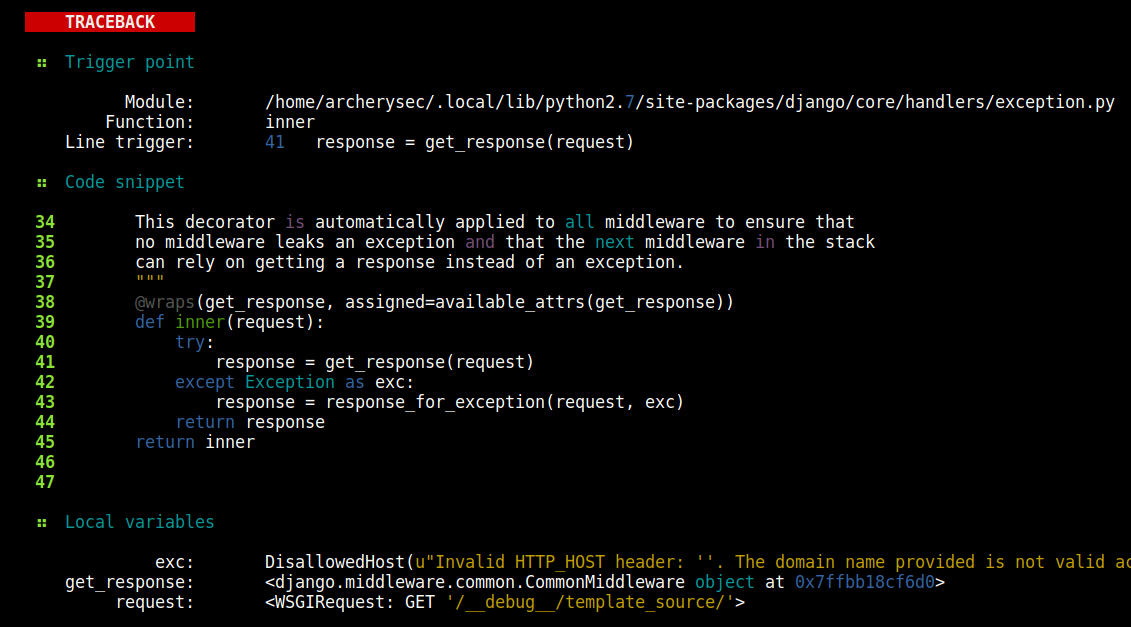 TRACEBACK
Trigger point
Module: /home/archerysec/.local/lib/python2.7/site-packages/django/core/handlers/exception.py
Function: inner
Line trigger: 41 response = get_response(request)
Code snippet
34 This decorator is automatically applied to all middleware to ensure that
35 no middleware leaks an exception and that the next middleware in the stack
36 can rely on getting a response instead of an exception.
37 """
38 @wraps(get_response, assigned=available_attrs(get_response))
39 def inner(request):
40 try:
41 response = get_response(request)
42 except Exception as exc:
43 response = response_for_exception(request, exc)
44 return response
45 return inner
46
47
Local variables
exc: DisallowedHost(u"Invalid HTTP_HOST header: ''. The domain name provided is not valid ac
get_response: <django.middleware.common.CommonMiddleware object at 0x7ffbb18cf6d0>
request: <WSGIRequest: GET '/__debug__/template_source/'>